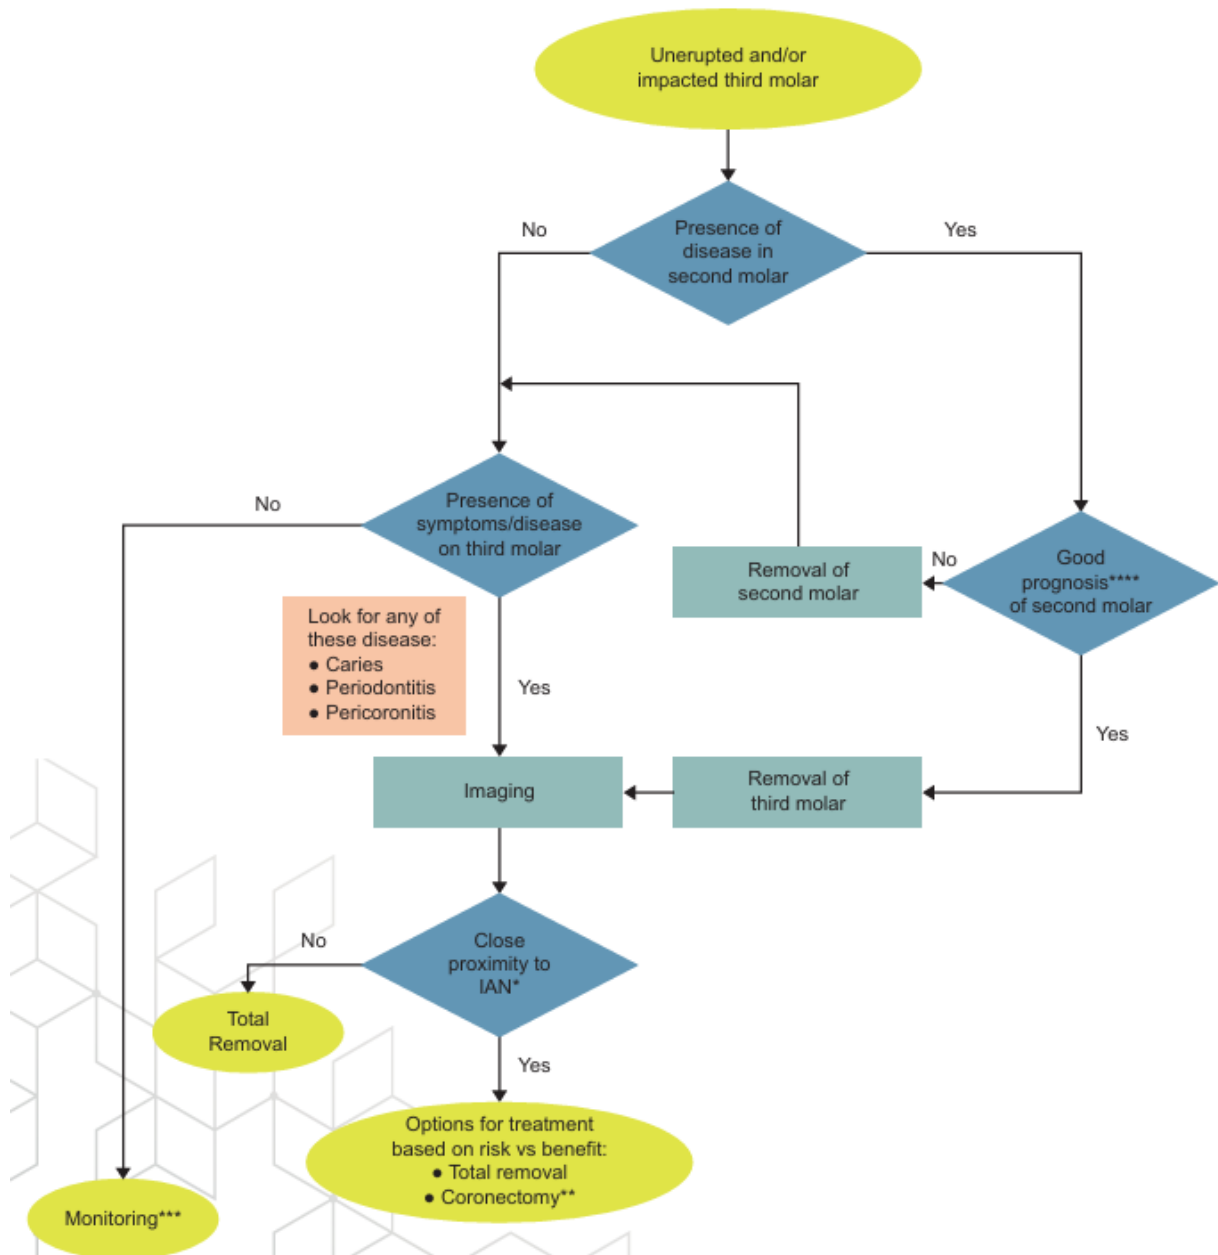 Unerupted and/or
impacted third molar
No
Presence of
disease in
second molar
Yes
No
Presence of
symptoms/disease
on third molar
Removal of
second molar
No
Good
prognosis****
of second molar
Look for any of
these disease:
● Caries
● Periodontitis
● Pericoronitis
Yes
Yes
Imaging
Removal of
third molar
No
Close
proximity to
IAN*
Total
Removal
Yes
Options for treatment
based on risk vs benefit:
● Total removal
● Coronectomy**
Monitoring***